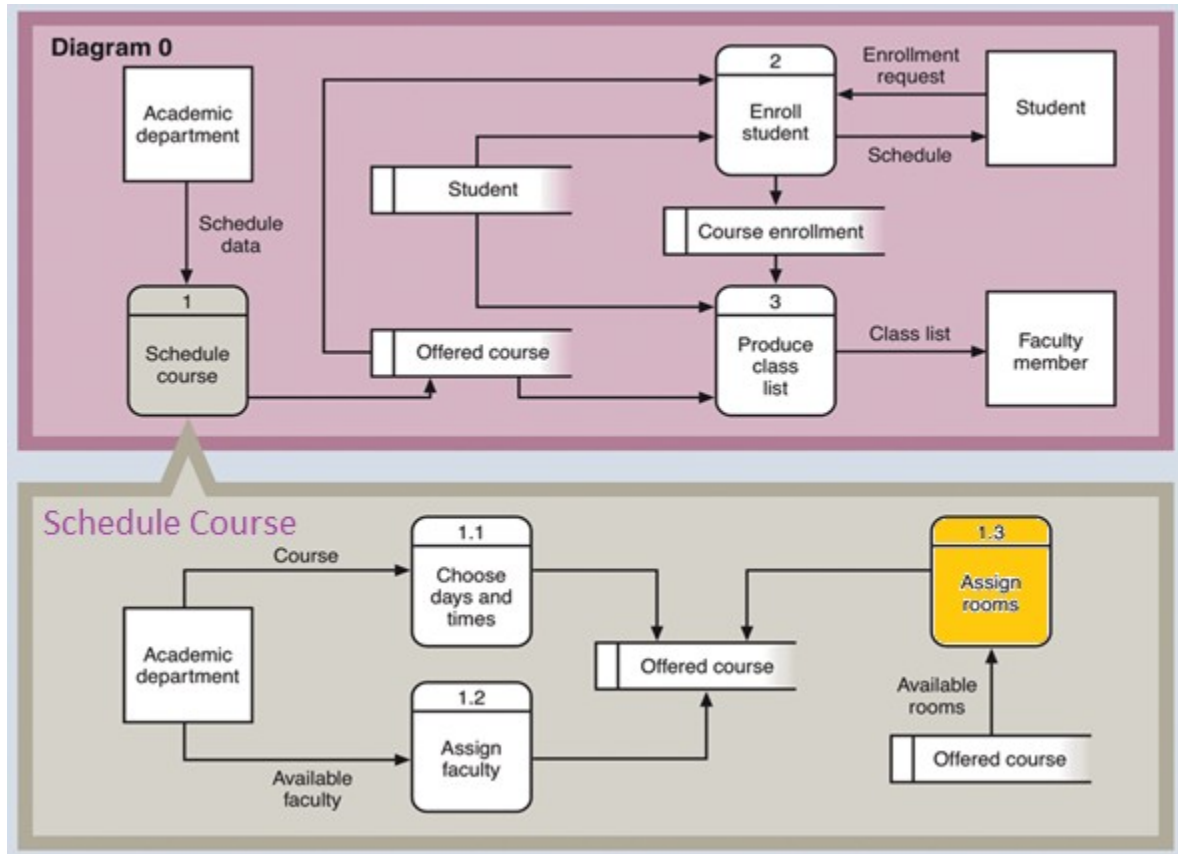 Diagram 0
Academic
department
Schedule
data
1
Schedule
course
Student
Offered course
2
Enroll
student
Enrollment
request
Schedule
Student
Course enrollment
3
Produce
class
list
Class list
Faculty
member
Schedule Course
Course
Academic
department
Available
faculty
1.1
Choose
days and
times
1.2
Assign
faculty
Offered course
1.3
Assign
rooms
Available
rooms
Offered course